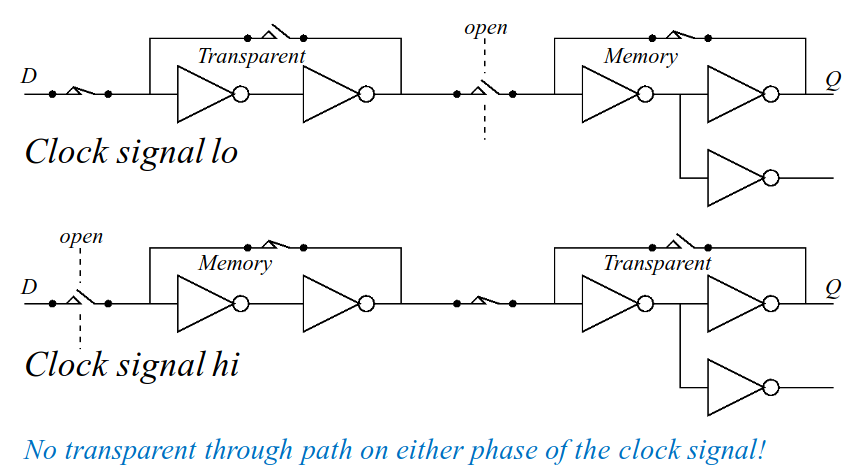 open
Transparent
Memory
D
Q
Clock signal lo
open
Memory
Transparent
D
Q
Clock signal hi
No transparent through path on either phase of the clock signal!